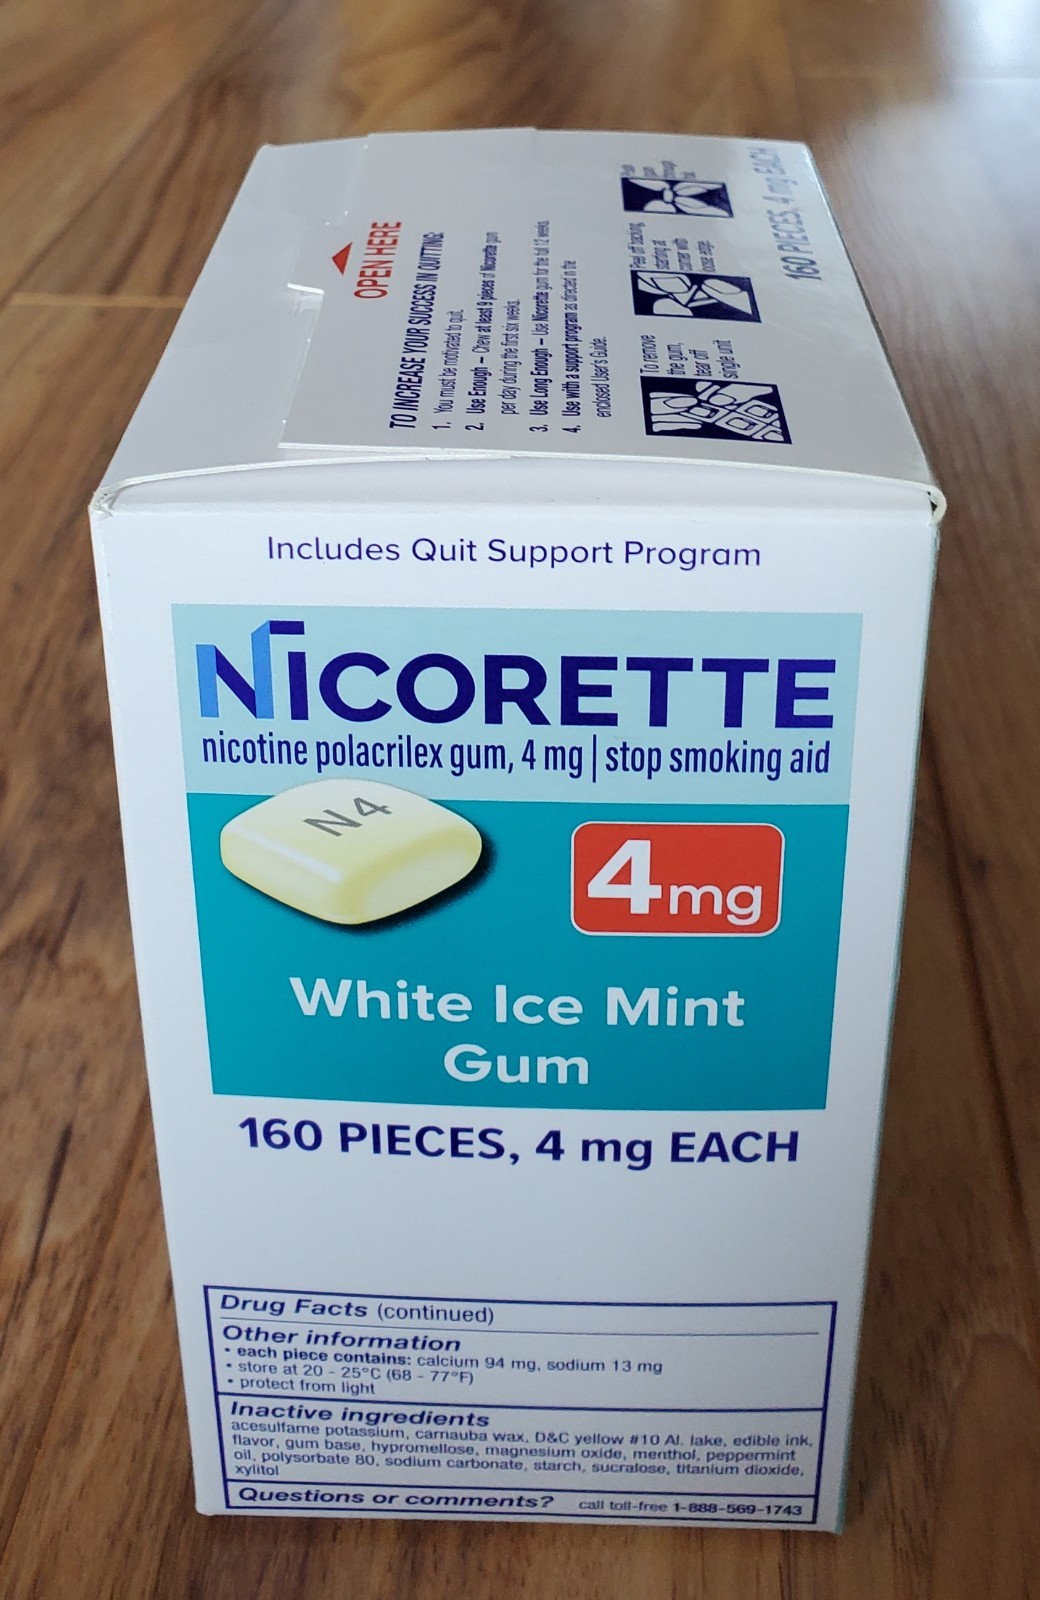 OPEN HERE
TO INCREASE YOUR SUCCESS IN QUITTING:
1. You must be motivated to quit.
2. Use Enough – Chew at least 9 pieces of Nicorette gum
per day during the first six weeks.
3. Use Long Enough – Use Nicorette gum for the full 12 weeks.
4. Use with a support program as directed in the
enclosed User's Guide.
To remove
the gum,
tear off
single unit
Peel off backing
starting at
corner with
loose edge.
Push
gum
through
foil.
160 PIECES, 4 mg EACH
Includes Quit Support Program
NICORETTE
nicotine polacrilex gum, 4 mg | stop smoking aid
N4
4mg
White Ice Mint
Gum
160 PIECES, 4 mg EACH
Drug Facts (continued)
Other information
• each piece contains: calcium 94 mg, sodium 13 mg
• store at 20 - 25°C (68 - 77°F)
• protect from light
Inactive ingredients
acesulfame potassium, carnauba wax, D&C yellow #10 Al. lake, edible ink,
flavor, gum base, hypromellose, magnesium oxide, menthol, peppermint
oil, polysorbate 80, sodium carbonate, starch, sucralose, titanium dioxide,
xylitol
Questions or comments? call toll-free 1-888-569-1743